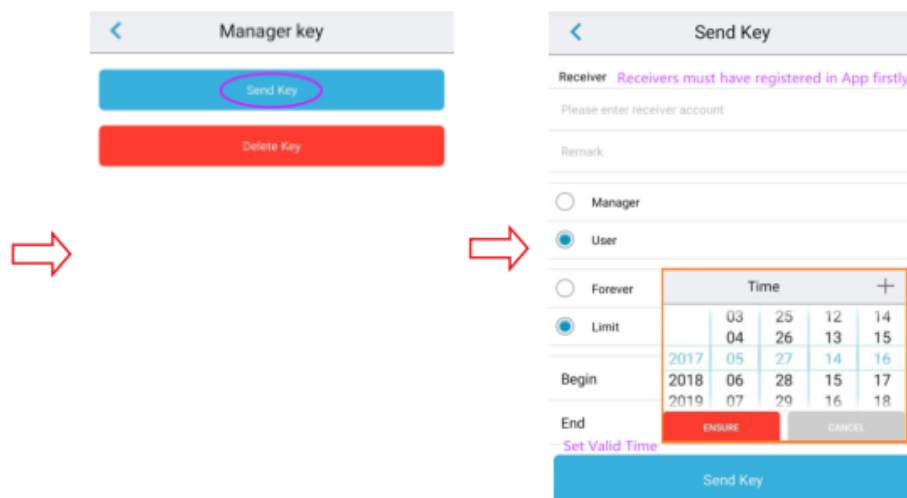 Manager key
Send Key
Delete Key
Send Key
Receiver Receivers must have registered in App firstly
Please enter receiver account
Remark
Manager
User
Forever
Limit
Time +
03 25 12 14
04 26 13 15
2017 05 27 14 16
2018 06 28 15 17
2019 07 29 16 18
Begin
End
ENSURE CANCEL
Set Valid Time
Send Key